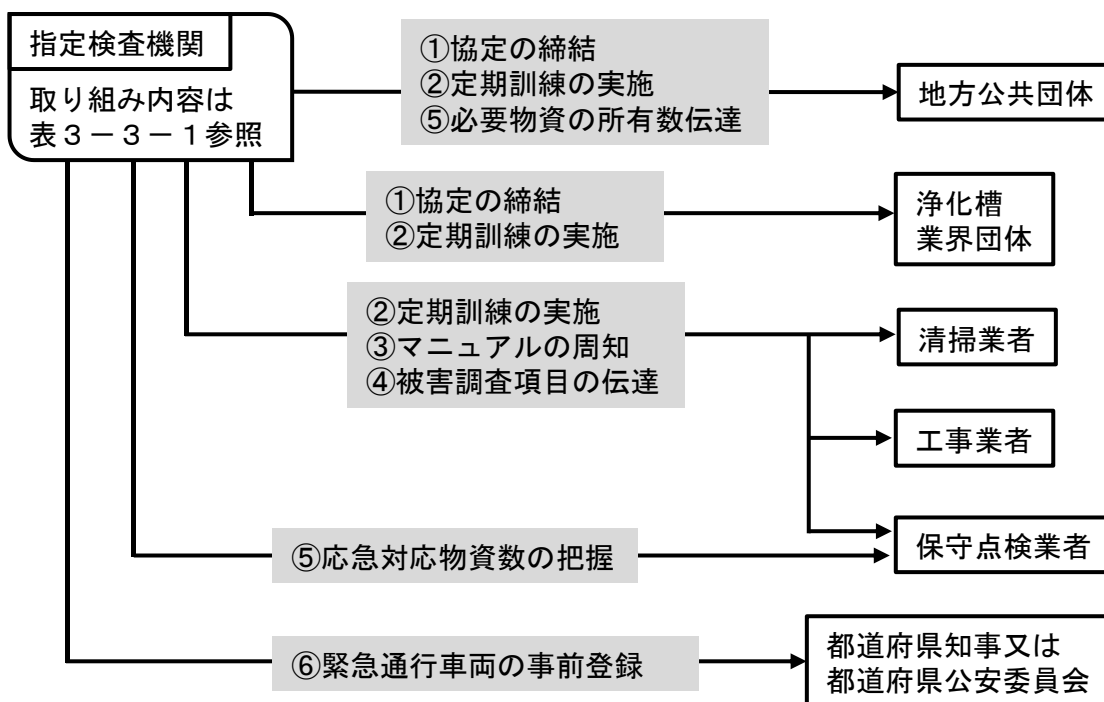 指定検査機関
取り組み内容は
表３－３－１参照
①協定の締結
②定期訓練の実施
⑤必要物資の所有数伝達
地方公共団体
①協定の締結
②定期訓練の実施
浄化槽
業界団体
②定期訓練の実施
③マニュアルの周知
④被害調査項目の伝達
清掃業者
工事業者
⑤応急対応物資数の把握
保守点検業者
⑥緊急通行車両の事前登録
都道府県知事又は
都道府県公安委員会